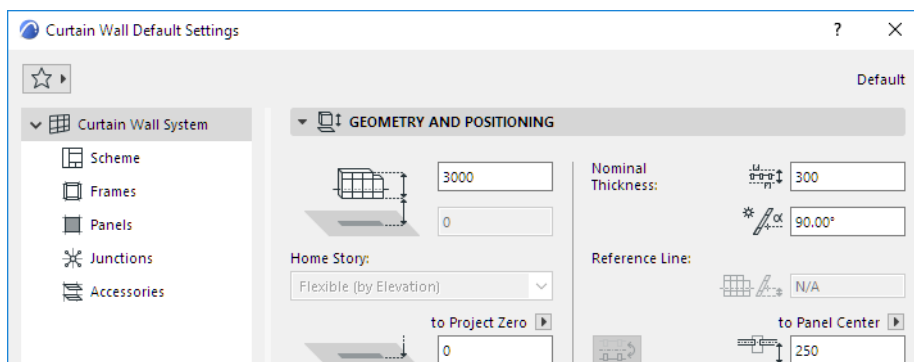 Curtain Wall Default Settings
?
Default
Curtain Wall System
Scheme
Frames
Panels
Junctions
Accessories
GEOMETRY AND POSITIONING
3000
0
Home Story:
Flexible (by Elevation)
to Project Zero
0
Nominal
Thickness:
300
α
90.00°
Reference Line:
N/A
to Panel Center
250